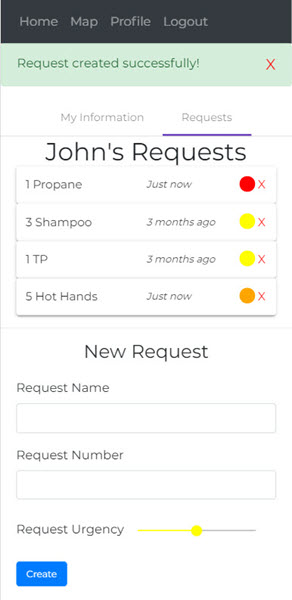 Home Map Profile Logout
Request created successfully! X
My Information Requests
John's Requests
1 Propane Just now X
3 Shampoo 3 months ago X
1 TP 3 months ago X
5 Hot Hands Just now X
New Request
Request Name
Request Number
Request Urgency
Create